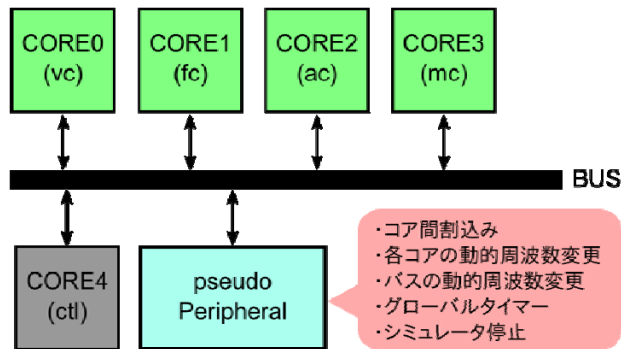 CORE0
(vc)
CORE1
(fc)
CORE2
(ac)
CORE3
(mc)
BUS
CORE4
(ctl)
pseudo
Peripheral
・コア間割込み
・各コアの動的周波数変更
・バスの動的周波数変更
・グローバルタイマー
・シミュレータ停止